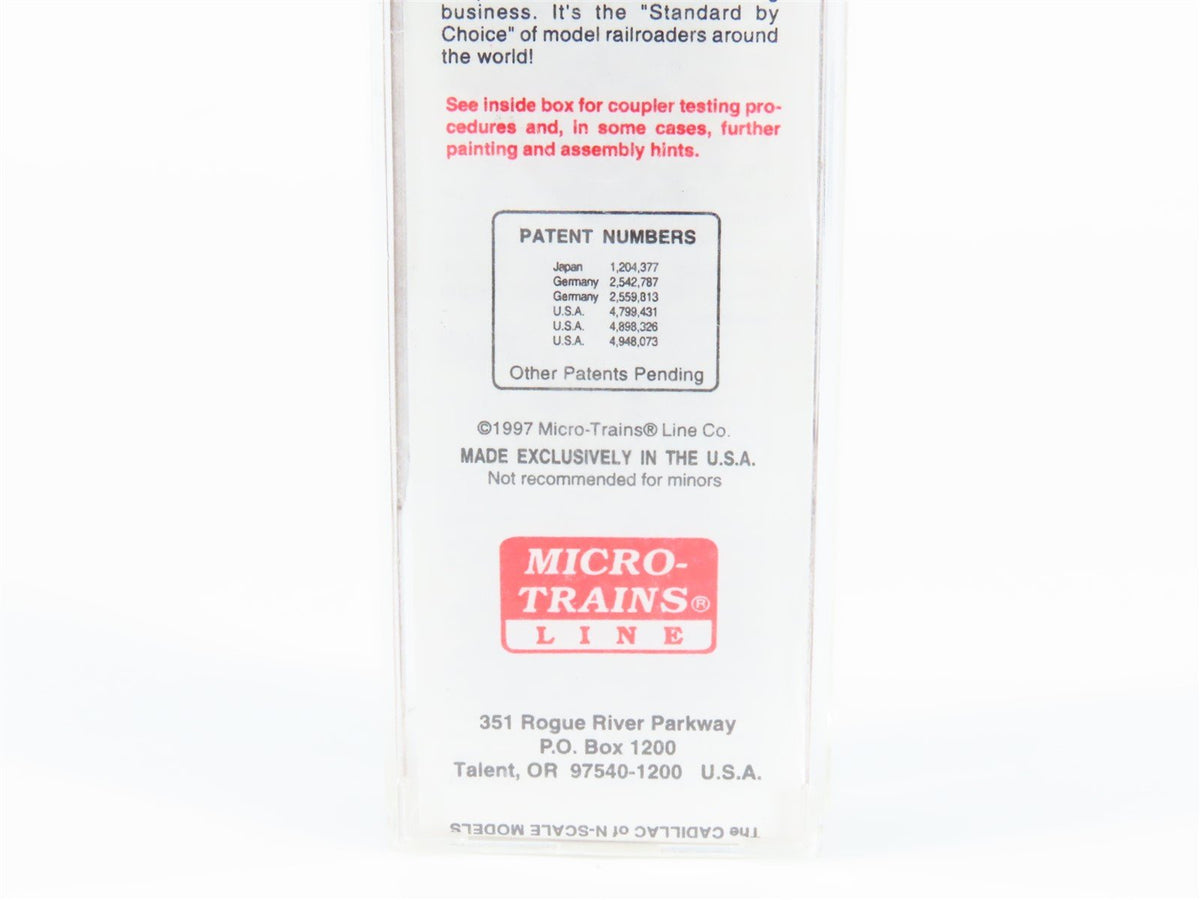 business. It's the "Standard by
Choice" of model railroaders around
the world!
See inside box for coupler testing pro-
cedures and, in some cases, further
painting and assembly hints.
PATENT NUMBERS
Japan 1,204,377
Germany 2,542,787
Germany 2,559,813
U.S.A. 4,799,431
U.S.A. 4,898,326
U.S.A. 4,948,073
Other Patents Pending
©1997 Micro-Trains® Line Co.
MADE EXCLUSIVELY IN THE U.S.A.
Not recommended for minors
MICRO-
TRAINS®
LINE
351 Rogue River Parkway
P.O. Box 1200
Talent, OR 97540-1200 U.S.A.
The CADILLAC of N-SCALE MODELS